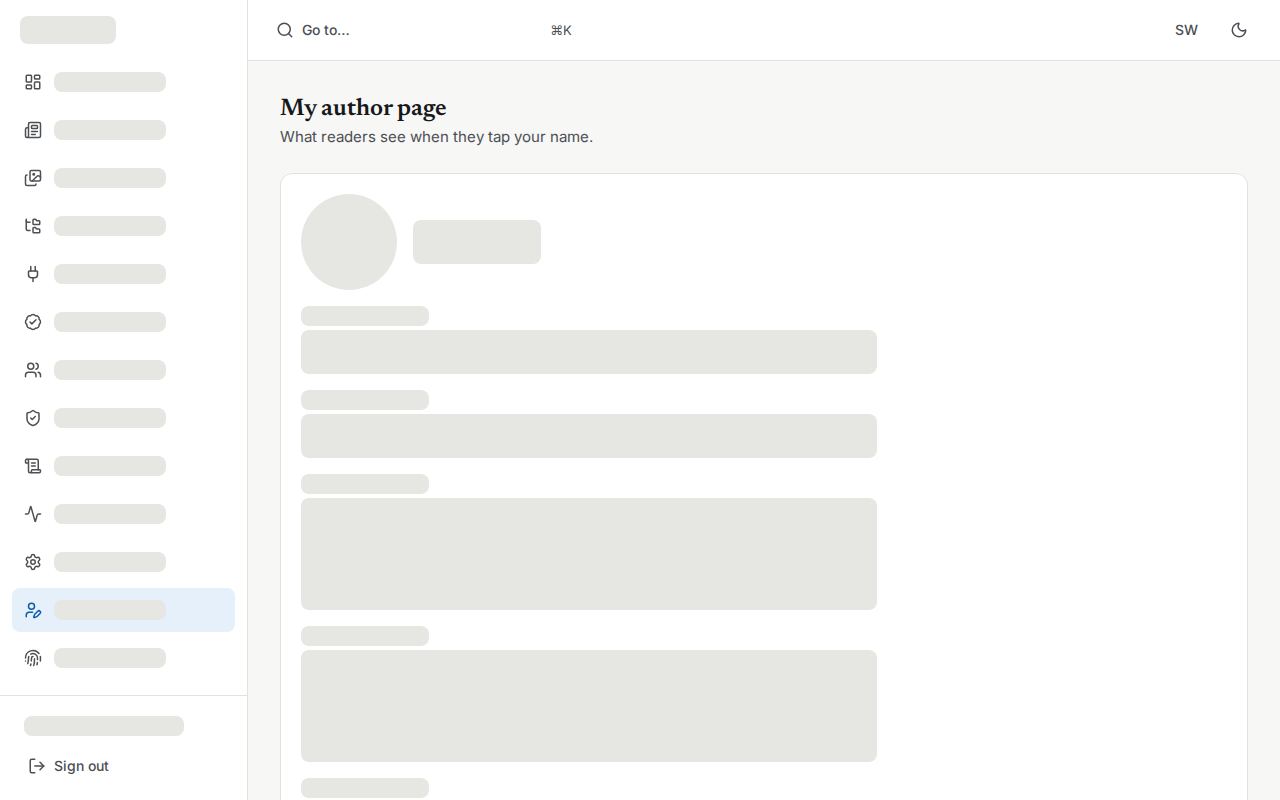 Go to...
⌘K
SW
My author page
What readers see when they tap your name.
Sign out